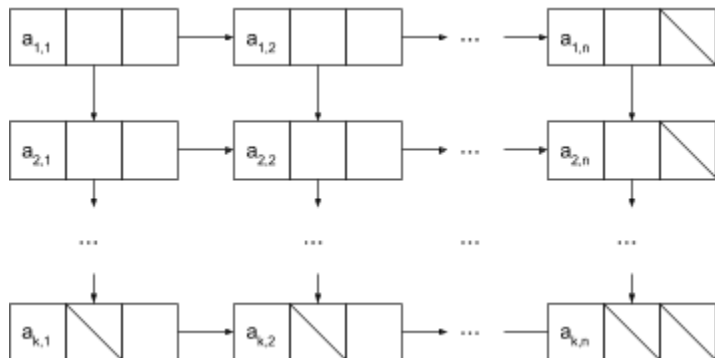 a1,1 a1,2 ... a1,n
a2,1 a2,2 ... a2,n
... ... ... ...
ak,1 ak,2 ... ak,n